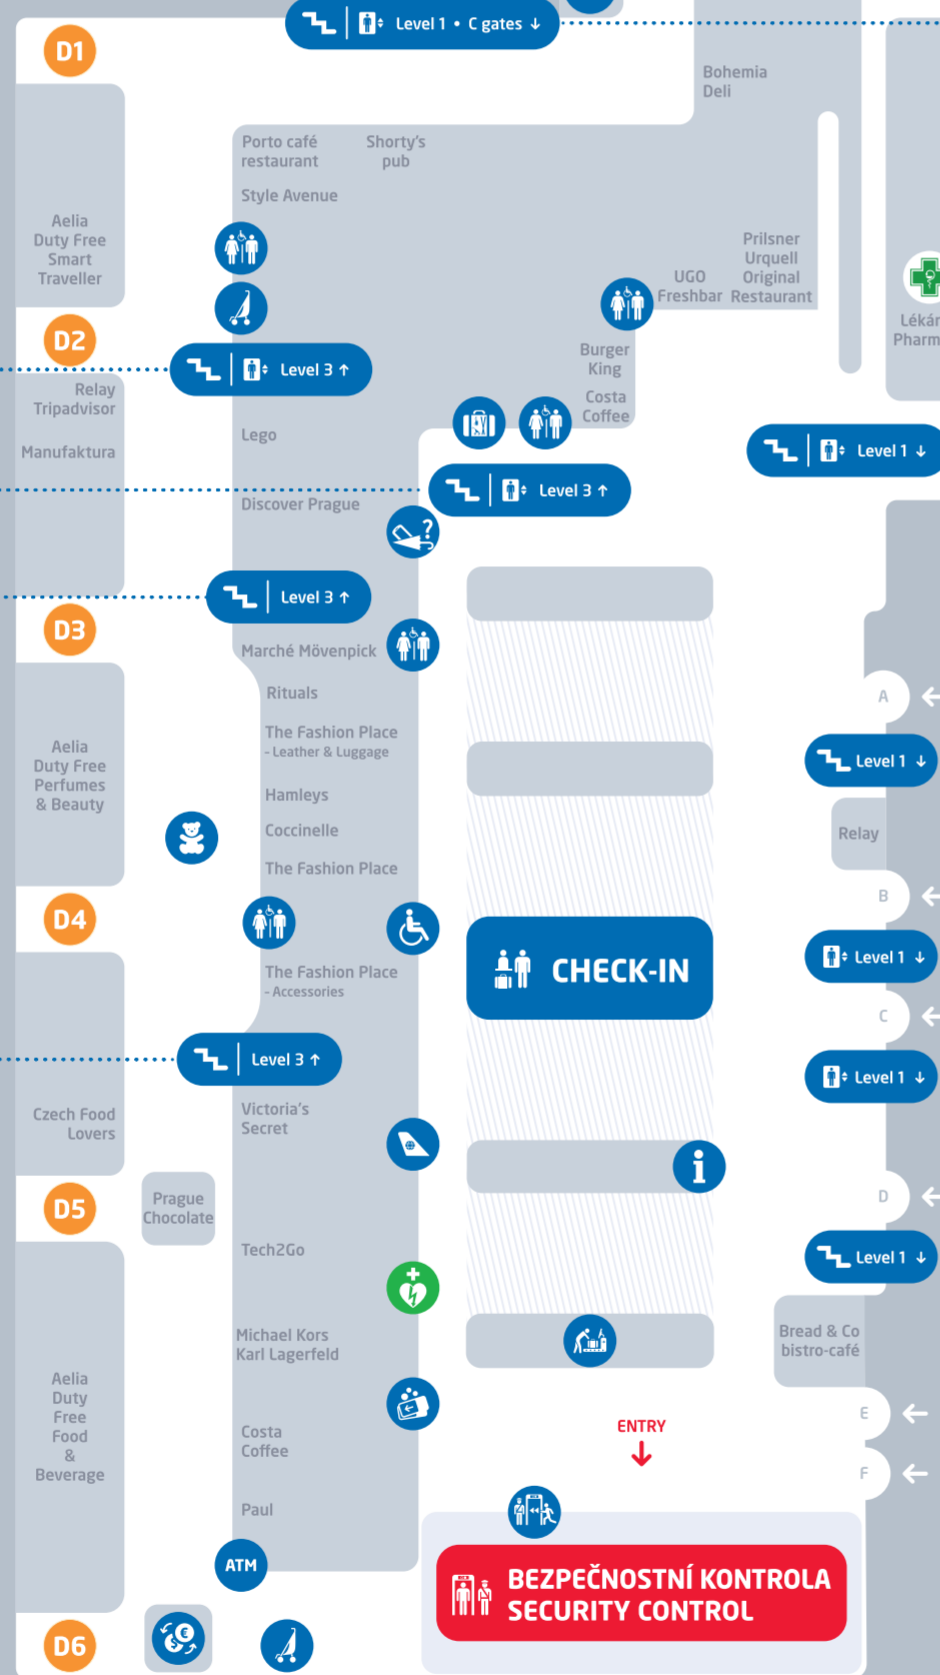 Level 1 • C gates ↓
D1
Bohemia
Deli
Porto café
restaurant
Shorty's
pub
Style Avenue
Aelia
Duty Free
Smart
Traveller
Prilsner
Urquell
Original
Restaurant
UGO
Freshbar
Lékár
Pharm
D2
Level 3 ↑
Burger
King
Costa
Coffee
Relay
Tripadvisor
Manufaktura
Lego
Level 1 ↓
Level 3 ↑
Discover Prague
?
Level 3 ↑
D3
Marché Mövenpick
Rituals
A
The Fashion Place
- Leather & Luggage
Aelia
Duty Free
Perfumes
& Beauty
Level 1 ↓
Hamleys
Coccinelle
Relay
The Fashion Place
B
D4
Level 1 ↓
CHECK-IN
The Fashion Place
- Accessories
C
Level 3 ↑
Level 1 ↓
Czech Food
Lovers
Victoria's
Secret
i
D5
Prague
Chocolate
D
Tech2Go
Level 1 ↓
Michael Kors
Karl Lagerfeld
Bread & Co
bistro-café
Aelia
Duty
Free
Food
&
Beverage
Costa
Coffee
E
ENTRY
F
Paul
ATM
BEZPEČNOSTNÍ KONTROLA
SECURITY CONTROL
D6
$ €